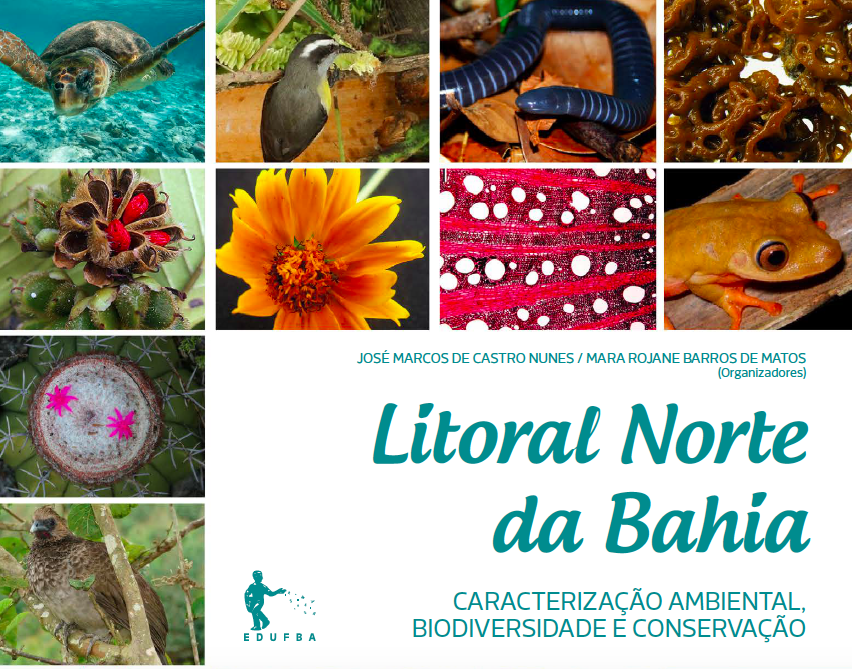 JOSÉ MARCOS DE CASTRO NUNES / MARA ROJANE BARROS DE MATOS
(Organizadores)
Litoral Norte
da Bahia
CARACTERIZAÇÃO AMBIENTAL,
BIODIVERSIDADE E CONSERVAÇÃO
EDUFBA